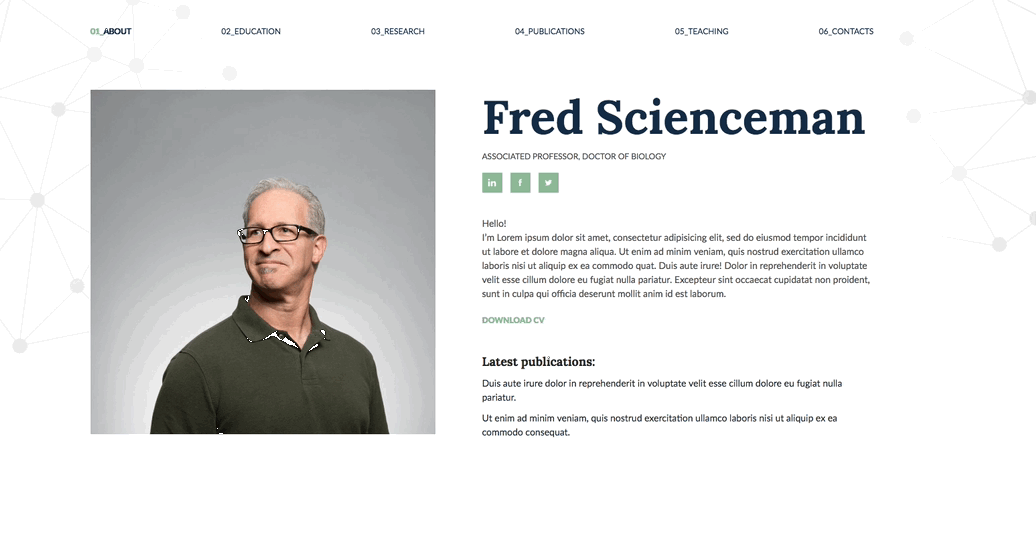 01_ABOUT 02_EDUCATION 03_RESEARCH 04_PUBLICATIONS 05_TEACHING 06_CONTACTS
Fred Scienceman
ASSOCIATED PROFESSOR, DOCTOR OF BIOLOGY
in f
Hello!
I'm Lorem ipsum dolor sit amet, consectetur adipisicing elit, sed do eiusmod tempor incididunt
ut labore et dolore magna aliqua. Ut enim ad minim veniam, quis nostrud exercitation ullamco
laboris nisi ut aliquip ex ea commodo quat. Duis aute irure! Dolor in reprehenderit in voluptate
velit esse cillum dolore eu fugiat nulla pariatur. Excepteur sint occaecat cupidatat non proident,
sunt in culpa qui officia deserunt mollit anim id est laborum.
DOWNLOAD CV
Latest publications:
Duis aute irure dolor in reprehenderit in voluptate velit esse cillum dolore eu fugiat nulla
pariatur.
Ut enim ad minim veniam, quis nostrud exercitation ullamco laboris nisi ut aliquip ex ea
commodo consequat.